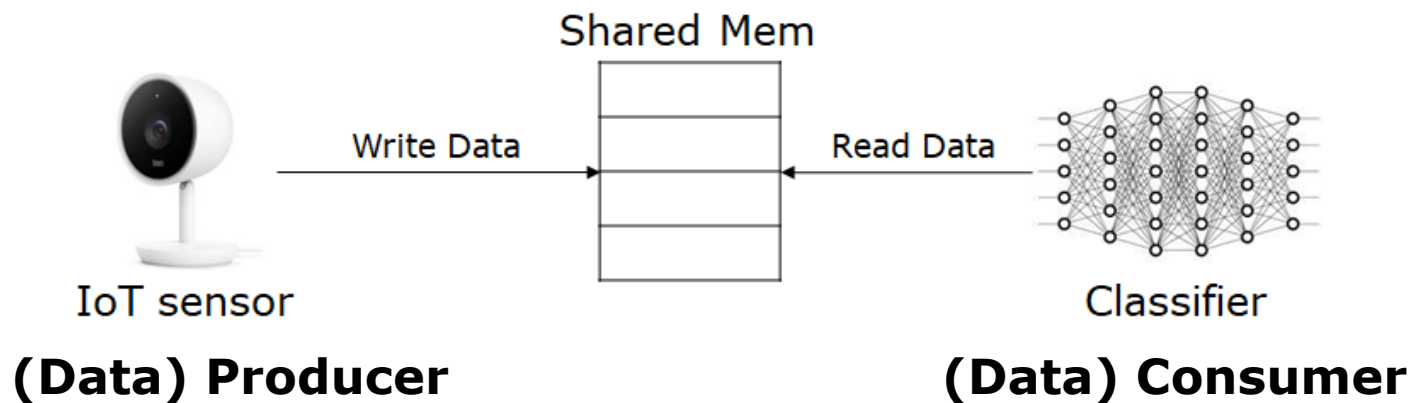 Shared Mem
Write Data
Read Data
IoT sensor
Classifier
(Data) Producer
(Data) Consumer